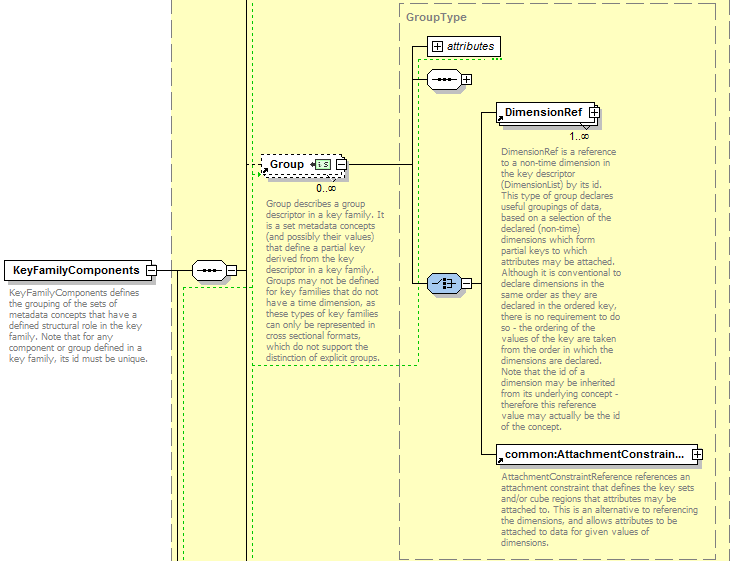 GroupType
attributes
DimensionRef
1..∞
DimensionRef is a reference
to a non-time dimension in
the key descriptor
(DimensionList) by its id.
This type of group declares
useful groupings of data,
based on a selection of the
declared (non-time)
dimensions which form
partial keys to which
attributes may be attached.
Although it is conventional to
declare dimensions in the
same order as they are
declared in the ordered key,
there is no requirement to do
so - the ordering of the
values of the key are taken
from the order in which the
dimensions are declared.
Note that the id of a
dimension may be inherited
from its underlying concept -
therefore this reference
value may actually be the id
of the concept.
Group
is
0..∞
Group describes a group
descriptor in a key family. It
is a set metadata concepts
(and possibly their values)
that define a partial key
derived from the key
descriptor in a key family.
Groups may not be defined
for key families that do not
have a time dimension, as
these types of key families
can only be represented in
cross sectional formats,
which do not support the
distinction of explicit groups.
KeyFamilyComponents
KeyFamilyComponents defines
the grouping of the sets of
metadata concepts that have a
defined structural role in the key
family. Note that for any
component or group defined in a
key family, its id must be unique.
common:AttachmentConstrain...
AttachmentConstraintReference references an
attachment constraint that defines the key sets
and/or cube regions that attributes may be
attached to. This is an alternative to referencing
the dimensions, and allows attributes to be
attached to data for given values of
dimensions.